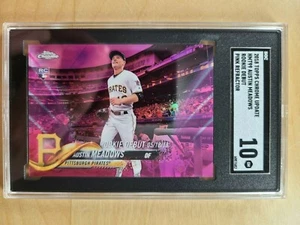 2018 TOPPS CHROME UPDATE
HMT99 AUSTIN MEADOWS
ROOKIE DEBUT
PINK REFRACTOR
10
PIRATES
ROOKIE DEBUT
AUSTIN MEADOWS OF
PITTSBURGH PIRATES